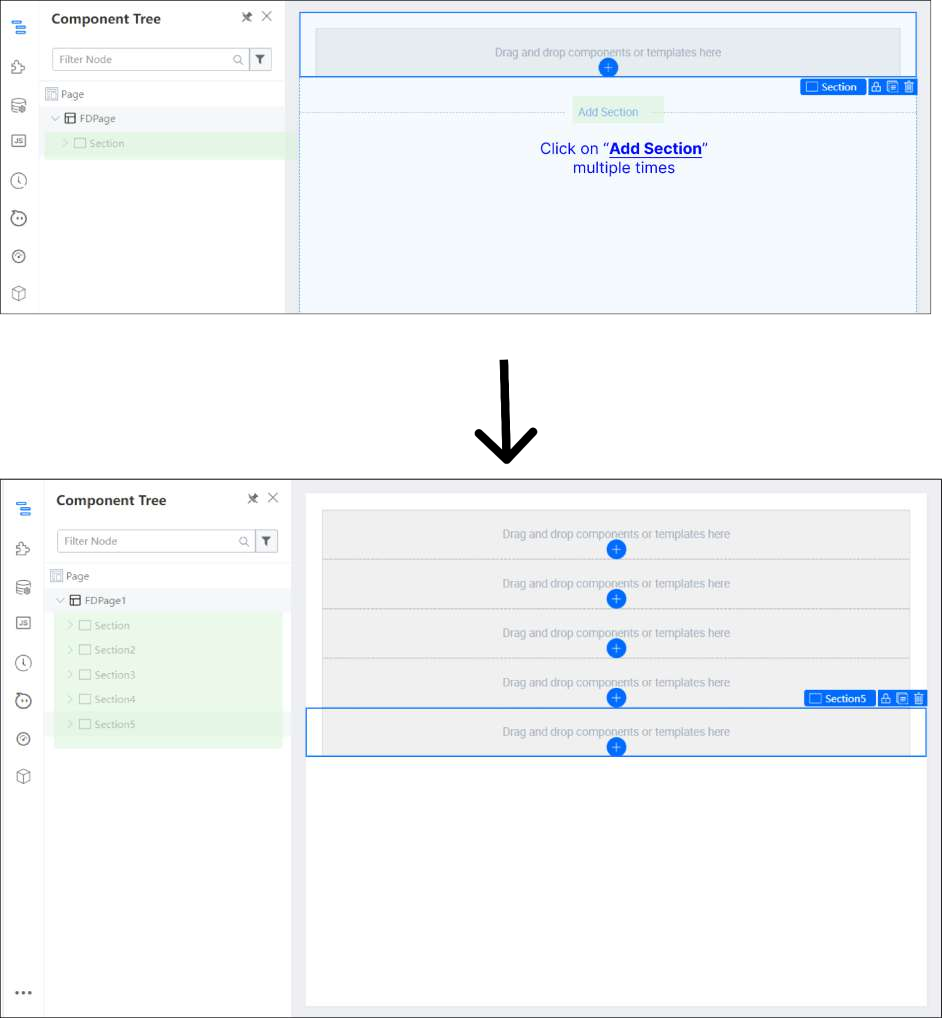 Component Tree
Filter Node
Page
FDPage
Section
JS
Drag and drop components or templates here
Section
Add Section
Click on “Add Section”
multiple times
Component Tree
Filter Node
Page
FDPage1
Section
Section2
Section3
Section4
Section5
JS
Drag and drop components or templates here
Drag and drop components or templates here
Drag and drop components or templates here
Drag and drop components or templates here
Section5
Drag and drop components or templates here